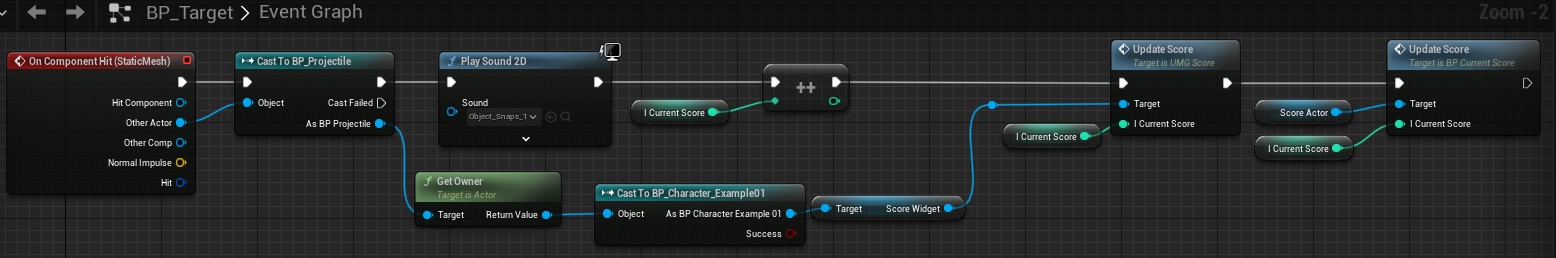 BP_Target > Event Graph
Zoom -2
On Component Hit (StaticMesh)
Hit Component
Other Actor
Other Comp
Normal Impulse
Hit
Cast To BP_Projectile
Object
Cast Failed
As BP Projectile
Play Sound 2D
Sound
Object_Snaps_1
Get Owner
Target is Actor
Target
Return Value
Cast To BP_Character_Example01
Object
As BP Character Example 01
Success
I Current Score
++
Target
Score Widget
I Current Score
Update Score
Target is UMG Score
Target
I Current Score
Score Actor
I Current Score
Update Score
Target is BP Current Score
Target
I Current Score